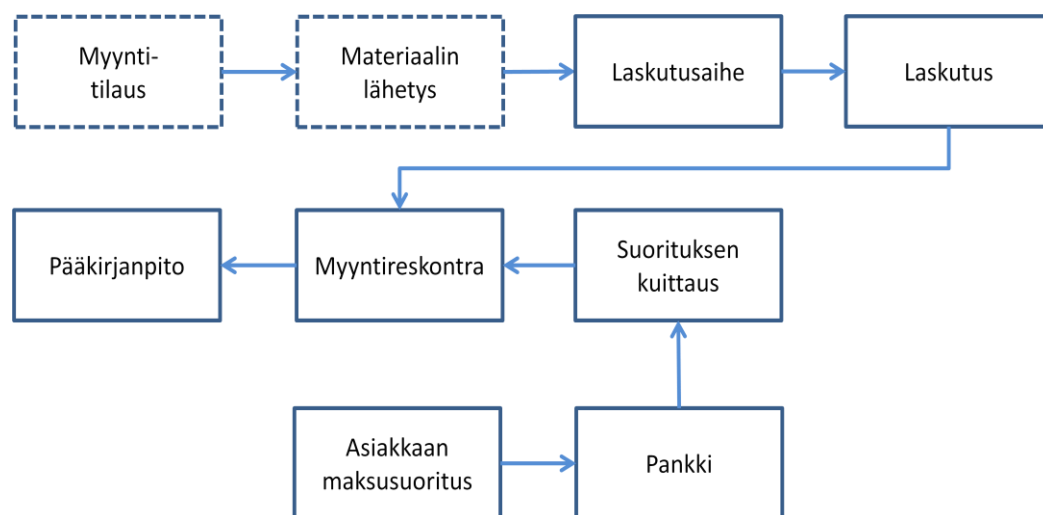 Myynti-
tilaus
Materiaalin
lähetys
Laskutusaihe
Laskutus
Pääkirjanpito
Myyntireskontra
Suorituksen
kuittaus
Asiakkaan
maksusuoritus
Pankki